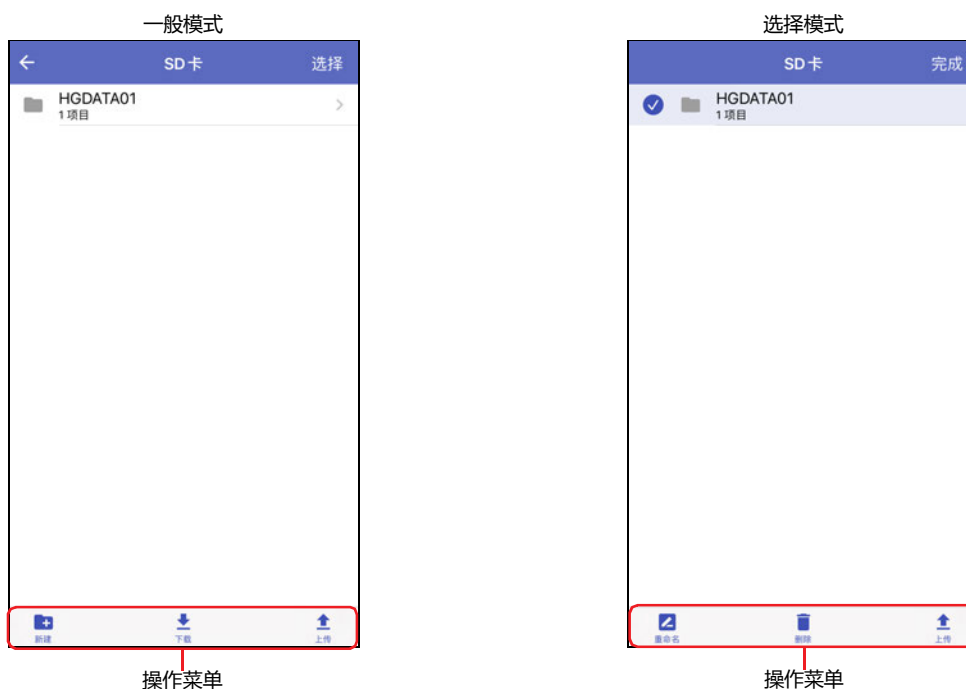 一般模式
SD卡
选择
HGDATA01
1 项目
新建
下载
上传
操作菜单
选择模式
SD卡
完成
HGDATA01
1 项目
重命名
删除
上传
操作菜单